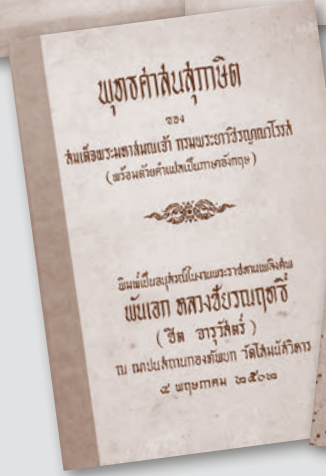 พุทธศาสนสุภาษิต
ของ
สมเด็จพระมหาสมณเจ้า กรมพระยาวชิรญาณวโรรส
(พร้อมด้วยคำแปลเป็นภาษาอังกฤษ)
พิมพ์เป็นอนุสรณ์ในงานพระราชทานเพลิงศพ
พันเอก หลวงชัยรณฤทธิ์
(ชิต จารุรัสตร์)
ณ ฌาปนสถานกองทัพบก วัดโสมนัสวิหาร
๔ พฤษภาคม ๒๕๐๒